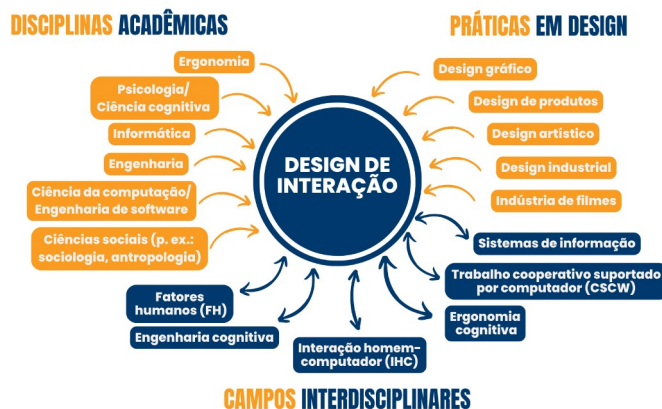 DISCIPLINAS ACADÊMICAS
Ergonomia
Psicologia/
Ciência cognitiva
Informática
Engenharia
Ciência da computação/
Engenharia de software
Ciências sociais (p. ex.:
sociologia, antropologia)
PRÁTICAS EM DESIGN
Design gráfico
Design de produtos
Design artístico
Design industrial
Indústria de filmes
DESIGN DE
INTERAÇÃO
Sistemas de informação
Trabalho cooperativo suportado
por computador (CSCW)
Ergonomia
cognitiva
Interação homem-
computador (IHC)
Fatores
humanos (FH)
Engenharia cognitiva
CAMPOS INTERDISCIPLINARES